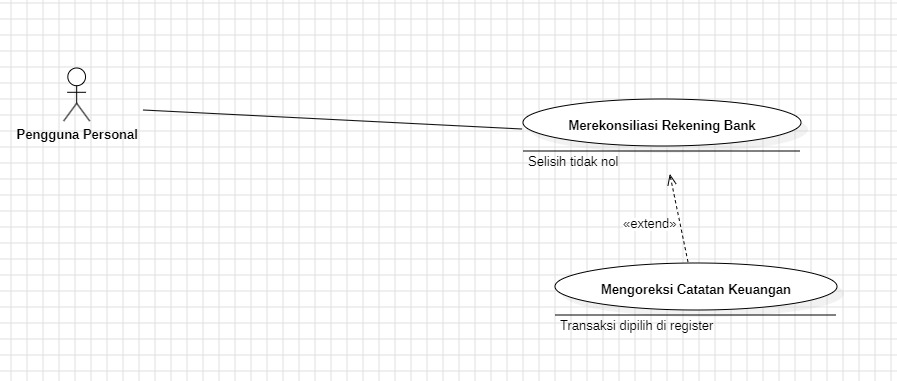 Pengguna Personal
Merekonsiliasi Rekening Bank
Selisih tidak nol
«extend»
Mengoreksi Catatan Keuangan
Transaksi dipilih di register